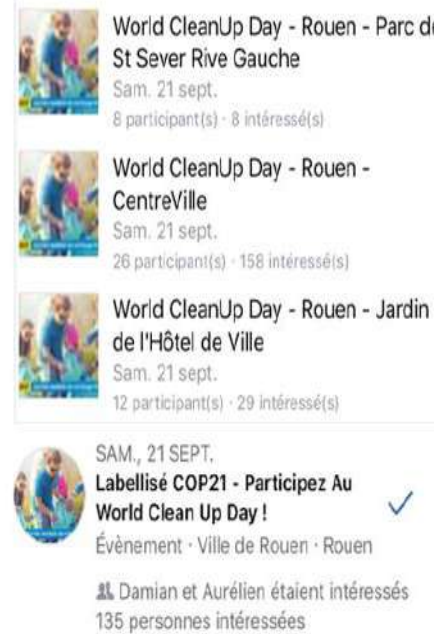 World CleanUp Day - Rouen - Parc de
St Sever Rive Gauche
Sam. 21 sept.
8 participant(s) · 8 intéressé(s)
World CleanUp Day - Rouen -
CentreVille
Sam. 21 sept.
26 participant(s) · 158 intéressé(s)
World CleanUp Day - Rouen - Jardin
de l'Hôtel de Ville
Sam. 21 sept.
12 participant(s) · 29 intéressé(s)
SAM., 21 SEPT.
Labellisé COP21 - Participez Au
World Clean Up Day !
Évènement · Ville de Rouen · Rouen
Damian et Aurélien étaient intéressés
135 personnes intéressées